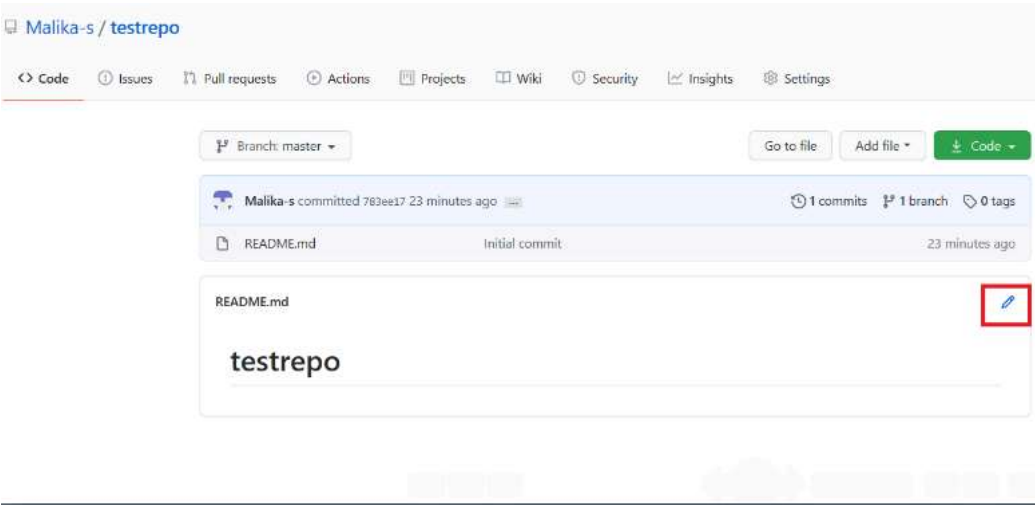 Malika-s / testrepo
<> Code Issues Pull requests Actions Projects Wiki Security Insights Settings
Branch: master Go to file Add file Code
Malika-s committed 783ee17 23 minutes ago ... 1 commits 1 branch 0 tags
README.md Initial commit 23 minutes ago
README.md
testrepo